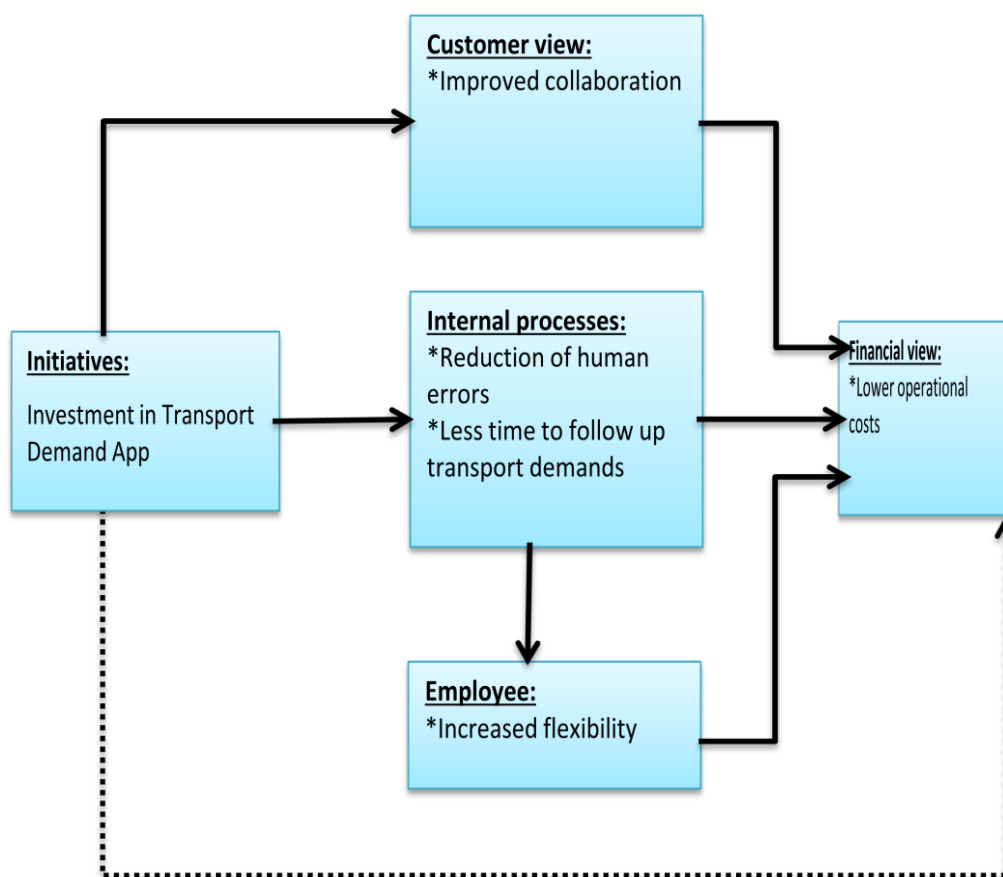 Customer view:
*Improved collaboration
Initiatives:
Investment in Transport
Demand App
Internal processes:
*Reduction of human
errors
*Less time to follow up
transport demands
Financial view:
*Lower operational
costs
Employee:
*Increased flexibility